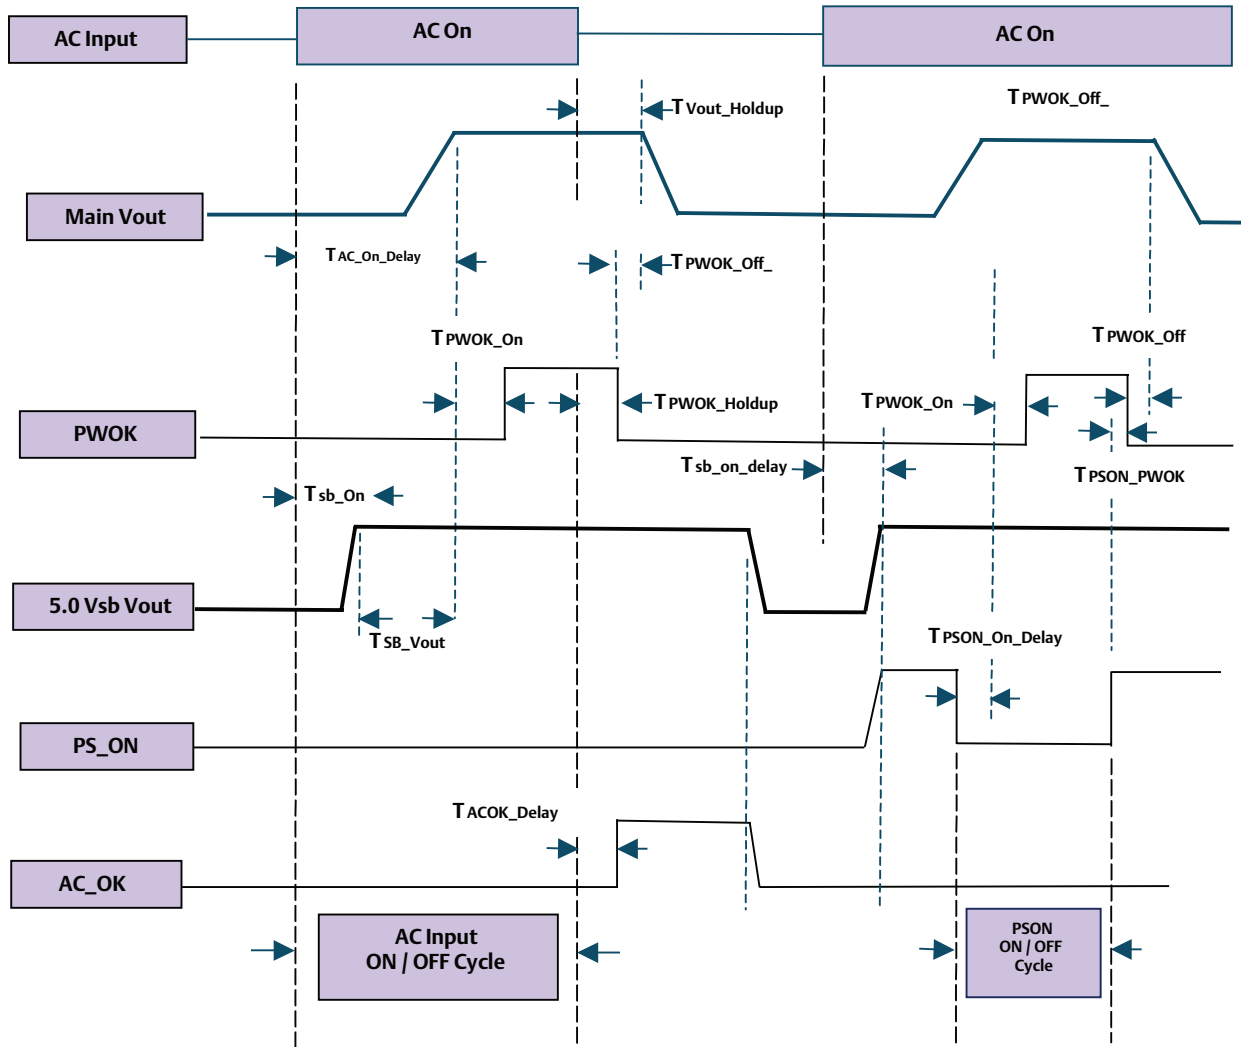 AC Input
AC On
AC On
T Vout_Holdup
T PWOK_Off_
Main Vout
T AC_On_Delay
T PWOK_Off_
T PWOK_On
T PWOK_Off
T PWOK_Holdup
T PWOK_On
PWOK
T sb_on_delay
T PSON_PWOK
T sb_On
5.0 Vsb Vout
T SB_Vout
T PSON_On_Delay
PS_ON
T ACOK_Delay
AC_OK
AC Input
ON / OFF Cycle
PSON
ON / OFF
Cycle